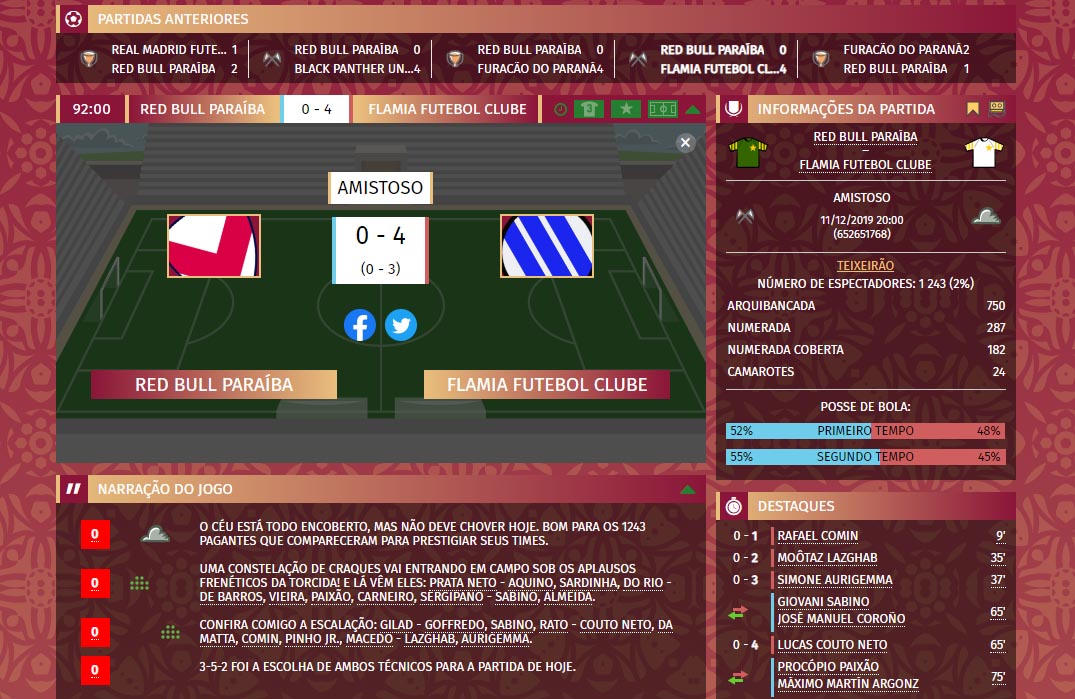 PARTIDAS ANTERIORES
REAL MADRID FUTE... 1
RED BULL PARAÍBA 2
RED BULL PARAÍBA 0
BLACK PANTHER UN...4
RED BULL PARAÍBA 0
FURACÃO DO PARANÁ4
RED BULL PARAÍBA 0
FLAMIA FUTEBOL CL...4
FURACÃO DO PARANÁ2
RED BULL PARAÍBA 1
92:00 RED BULL PARAÍBA 0 - 4 FLAMIA FUTEBOL CLUBE
AMISTOSO
0 - 4
(0 - 3)
RED BULL PARAÍBA FLAMIA FUTEBOL CLUBE
NARRAÇÃO DO JOGO
0 O CÉU ESTÁ TODO ENCOBERTO, MAS NÃO DEVE CHOVER HOJE. BOM PARA OS 1243
PAGANTES QUE COMPARECERAM PARA PRESTIGIAR SEUS TIMES.
0 UMA CONSTELAÇÃO DE CRAQUES VAI ENTRANDO EM CAMPO SOB OS APLAUSOS
FRENÉTICOS DA TORCIDA! E LÁ VÊM ELES: PRATA NETO - AQUINO, SARDINHA, DO RIO -
DE BARROS, VIEIRA, PAIXÃO, CARNEIRO, SERGIPANO - SABINO, ALMEIDA.
0 CONFIRA COMIGO A ESCALAÇÃO: GILAD - GOFFREDO, SABINO, RATO - COUTO NETO, DA
MATTA, COMIN, PINHO JR., MACEDO - LAZGHAB, AURIGEMMA.
0 3-5-2 FOI A ESCOLHA DE AMBOS TÉCNICOS PARA A PARTIDA DE HOJE.
INFORMAÇÕES DA PARTIDA
RED BULL PARAÍBA
–
FLAMIA FUTEBOL CLUBE
AMISTOSO
11/12/2019 20:00
(652651768)
TEIXEIRÃO
NÚMERO DE ESPECTADORES: 1 243 (2%)
ARQUIBANCADA 750
NUMERADA 287
NUMERADA COBERTA 182
CAMAROTES 24
POSSE DE BOLA:
52% PRIMEIRO TEMPO 48%
55% SEGUNDO TEMPO 45%
DESTAQUES
0 - 1 RAFAEL COMIN 9'
0 - 2 MOÔTAZ LAZGHAB 35'
0 - 3 SIMONE AURIGEMMA 37'
GIOVANI SABINO
JOSÉ MANUEL COROÑO 65'
0 - 4 LUCAS COUTO NETO 65'
PROCÓPIO PAIXÃO
MÁXIMO MARTÍN ARGONZ 75'